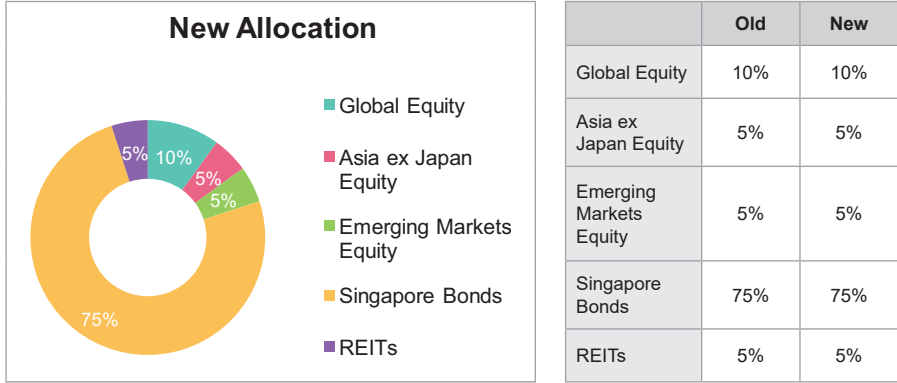 New Allocation
5%
10%
5%
5%
75%
Global Equity
Asia ex Japan
Equity
Emerging Markets
Equity
Singapore Bonds
REITs
Old New
Global Equity 10% 10%
Asia ex
Japan Equity 5% 5%
Emerging
Markets
Equity 5% 5%
Singapore
Bonds 75% 75%
REITs 5% 5%